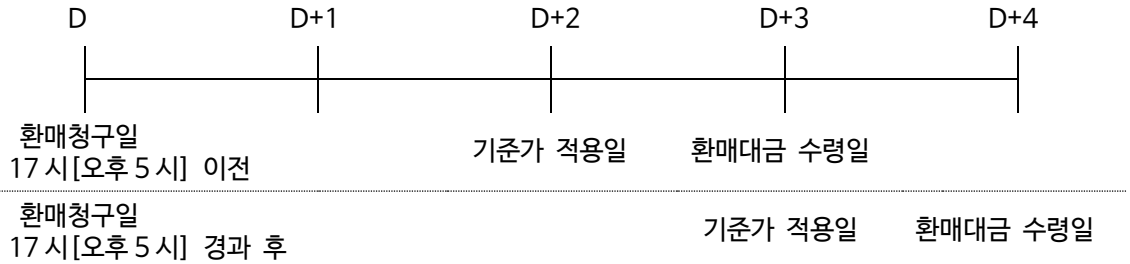 D D+1 D+2 D+3 D+4
환매청구일
17시[오후5시] 이전
기준가 적용일 환매대금 수령일
환매청구일
17시[오후5시] 경과 후
기준가 적용일 환매대금 수령일